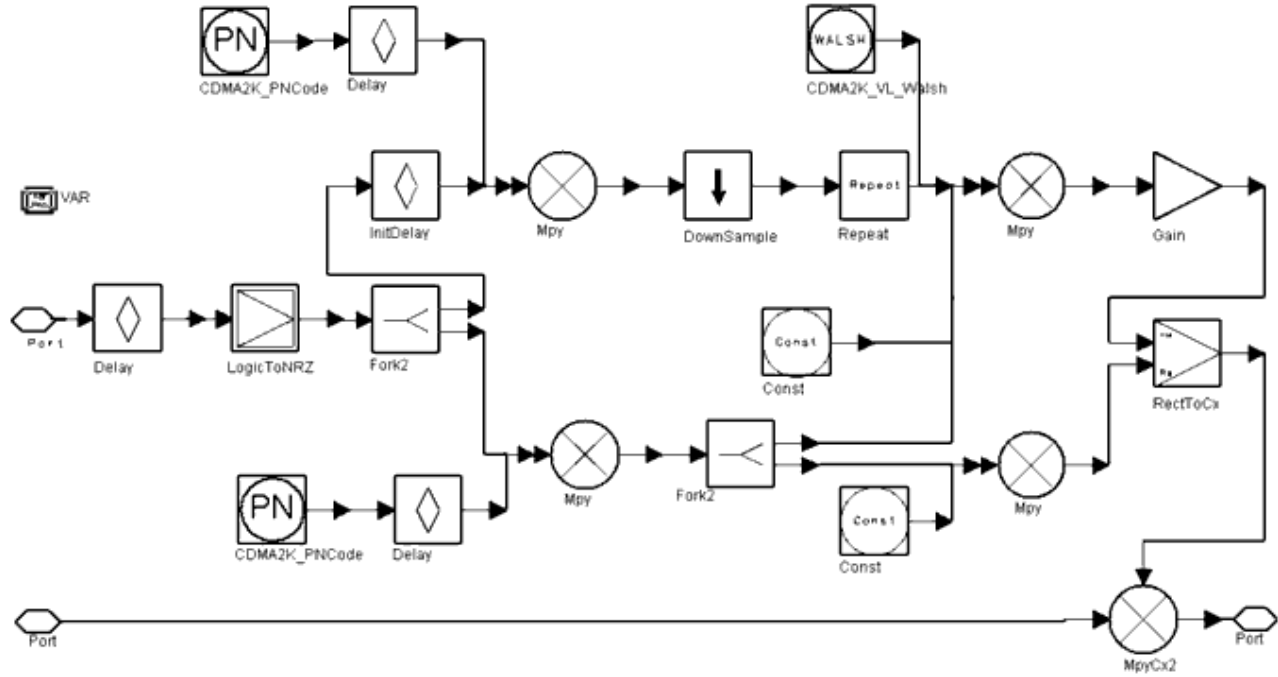 PN
CDMA2K_PNCode
Delay
WALSH
CDMA2K_VL_Walsh
VAR
InitDelay
Mpy
DownSample
Repeat
Repeat
Mpy
Gain
Port
Delay
LogicToNRZ
Fork2
Const
Const
RectToCx
PN
CDMA2K_PNCode
Delay
Mpy
Fork2
Const
Const
Mpy
Port
MpyCx2
Port